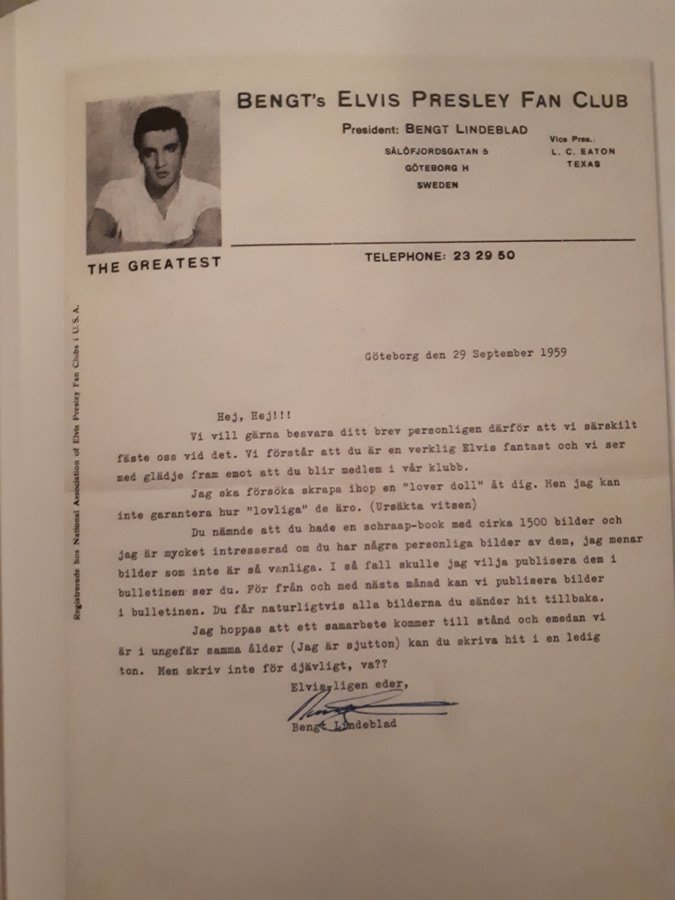 BENGT's ELVIS PRESLEY FAN CLUB
President: BENGT LINDEBLAD
SÄLÖFJORDSGATAN 5
GÖTEBORG H
SWEDEN
Vice Pres.:
L. C. EATON
TEXAS
THE GREATEST
TELEPHONE: 23 29 50
Registrerade hos National Association of Elvis Presley Fan Clubs i U.S.A.
Göteborg den 29 September 1959
Hej, Hej!!!
Vi vill gärna besvara ditt brev personligen därför att vi särskilt
fäste oss vid det. Vi förstår att du är en verklig Elvis fantast och vi ser
med glädje fram emot att du blir medlem i vår klubb.
Jag ska försöka skrapa ihop en "lover doll" åt dig. Men jag kan
inte garantera hur "lovliga" de äro. (Ursäkta vitsen)
Du nämnde att du hade en schraap-book med cirka 1500 bilder och
jag är mycket intresserad om du har några personliga bilder av dem, jag menar
bilder som inte är så vanliga. I så fall skulle jag vilja publisera dem i
bulletinen ser du. För från och med nästa månad kan vi publisera bilder
i bulletinen. Du får naturligtvis alla bilderna du sänder hit tillbaka.
Jag hoppas att ett samarbete kommer till stånd och emedan vi
är i ungefär samma ålder (Jag är sjutton) kan du skriva hit i en ledig
ton. Men skriv inte för djävligt, va??
Elvis-ligen eder,
Bengt Lindeblad